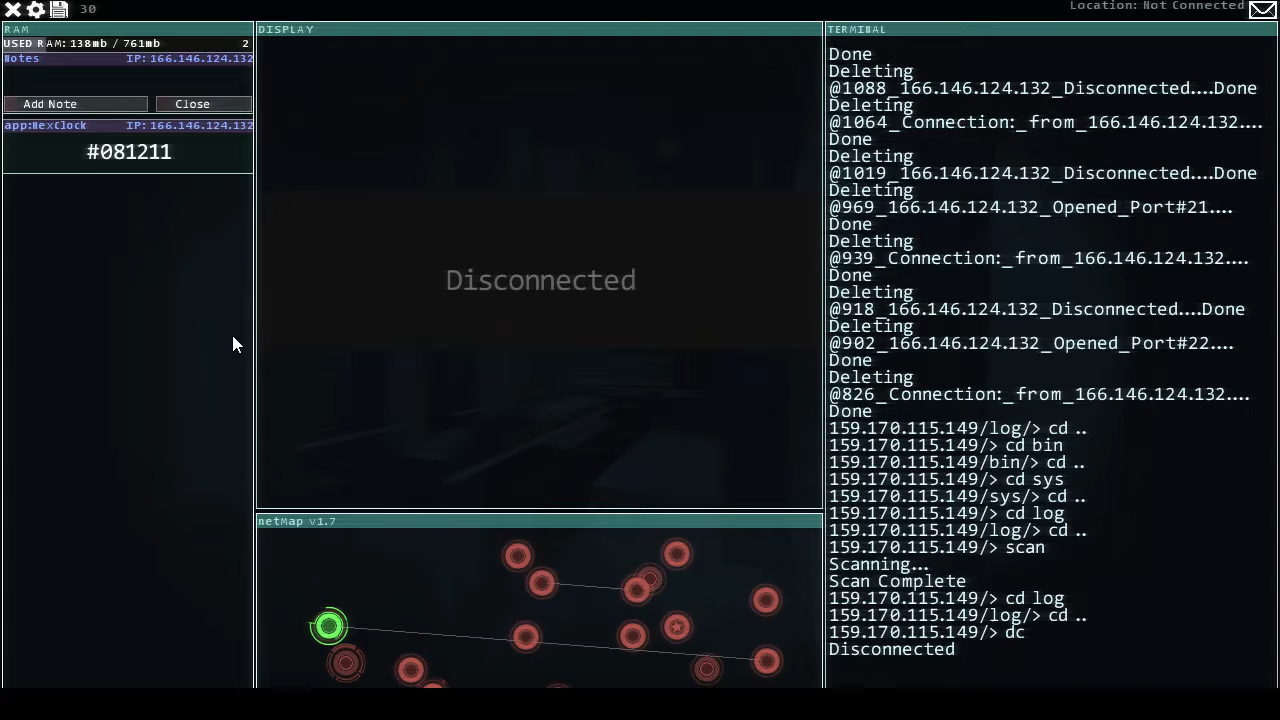 30
Location: Not Connected
RAM
USED RAM: 138mb / 761mb 2
Notes IP: 166.146.124.132
Add Note Close
app:HexClock IP: 166.146.124.132
#081211
DISPLAY
Disconnected
netMap v1.7
TERMINAL
Done
Deleting
@1088_166.146.124.132_Disconnected....Done
Deleting
@1064_Connection:_from_166.146.124.132....
Done
Deleting
@1019_166.146.124.132_Disconnected....Done
Deleting
@969_166.146.124.132_Opened_Port#21....
Done
Deleting
@939_Connection:_from_166.146.124.132....
Done
Deleting
@918_166.146.124.132_Disconnected....Done
Deleting
@902_166.146.124.132_Opened_Port#22....
Done
Deleting
@826_Connection:_from_166.146.124.132....
Done
159.170.115.149/log/> cd ..
159.170.115.149/> cd bin
159.170.115.149/bin/> cd ..
159.170.115.149/> cd sys
159.170.115.149/sys/> cd ..
159.170.115.149/> cd log
159.170.115.149/log/> cd ..
159.170.115.149/> scan
Scanning...
Scan Complete
159.170.115.149/> cd log
159.170.115.149/log/> cd ..
159.170.115.149/> dc
Disconnected